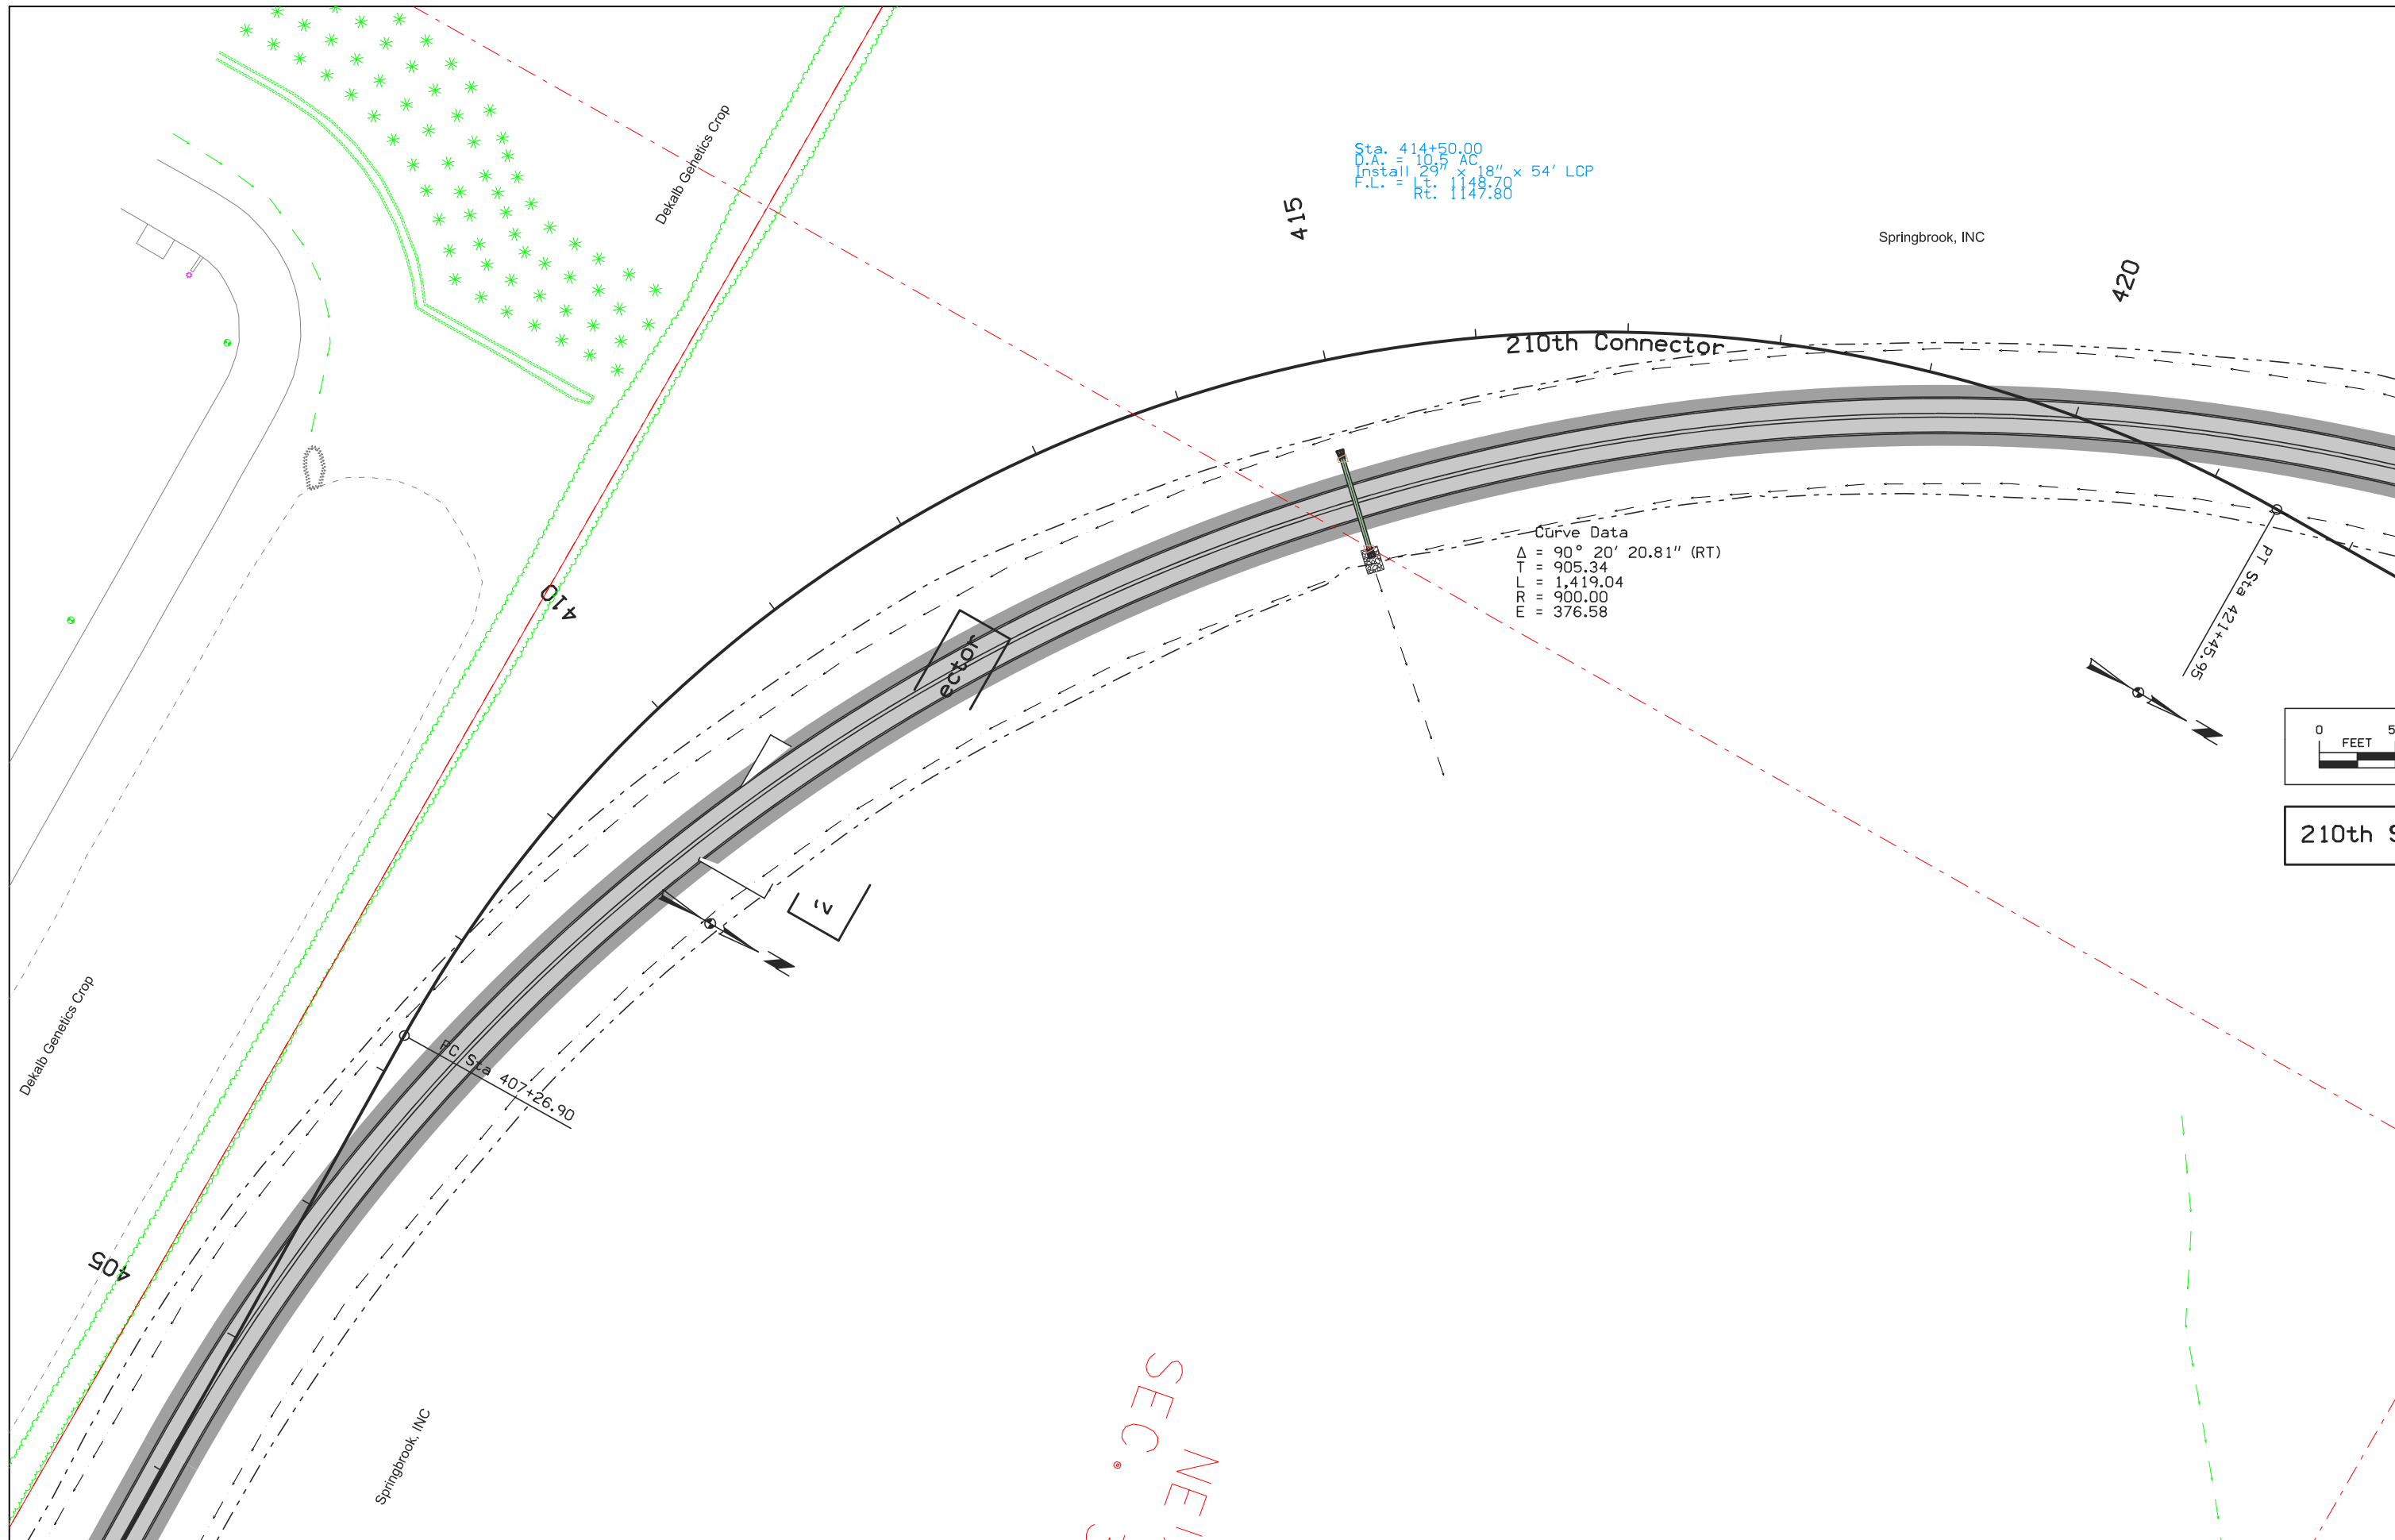 Dekalb Genetics Crop
Sta. 414+50.00
D.A. = 10.5 AC
Install 29" x 18" x 54' LCP
F.L. = Lt. 1148.70
Rt. 1147.80
415
Springbrook, INC
420
210th Connector
Curve Data
Δ = 90° 20' 20.81" (RT)
T = 905.34
L = 1,419.04
R = 900.00
E = 376.58
PT Sta 421+45.95
410
ector
N
0 5
FEET
210th S
2'
N
PC Sta 407+26.90
Dekalb Genetics Crop
405
Springbrook, INC
SEC. 3
NE